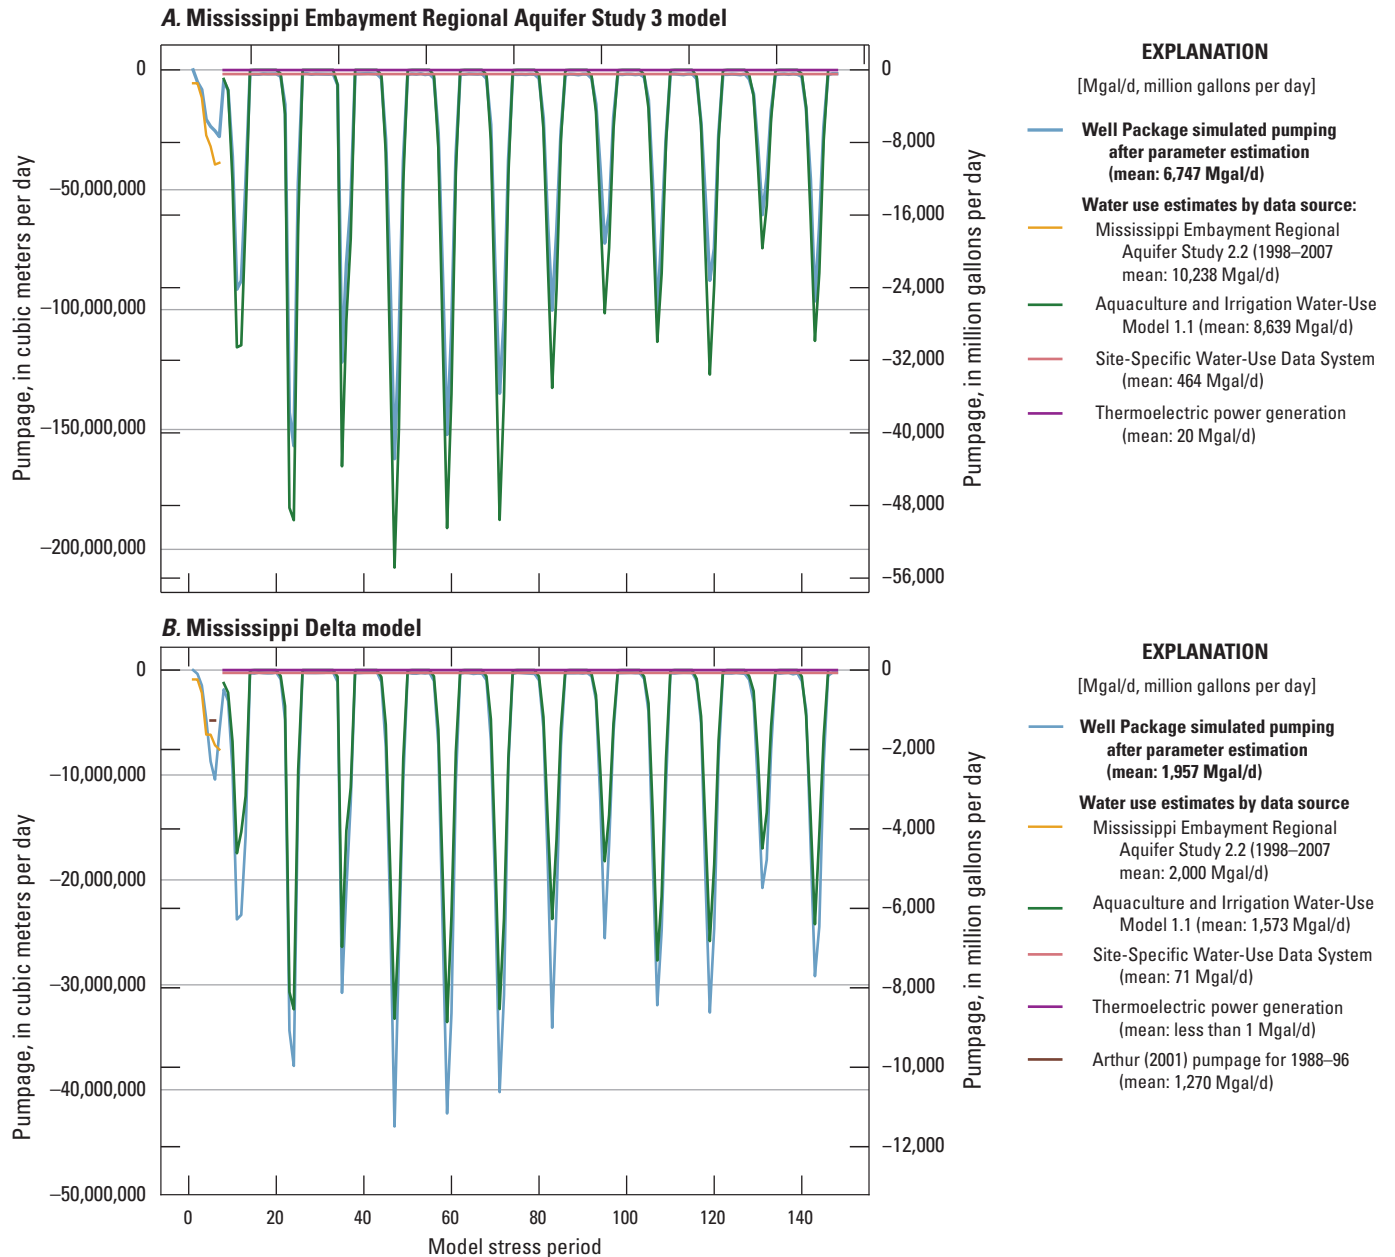 A. Mississippi Embayment Regional Aquifer Study 3 model
Pumpage, in cubic meters per day
0
–50,000,000
–100,000,000
–150,000,000
–200,000,000
0
–8,000
–16,000
–24,000
–32,000
–40,000
–48,000
–56,000
Pumpage, in million gallons per day
EXPLANATION
[Mgal/d, million gallons per day]
Well Package simulated pumping
after parameter estimation
(mean: 6,747 Mgal/d)
Water use estimates by data source:
Mississippi Embayment Regional
Aquifer Study 2.2 (1998–2007
mean: 10,238 Mgal/d)
Aquaculture and Irrigation Water-Use
Model 1.1 (mean: 8,639 Mgal/d)
Site-Specific Water-Use Data System
(mean: 464 Mgal/d)
Thermoelectric power generation
(mean: 20 Mgal/d)
B. Mississippi Delta model
Pumpage, in cubic meters per day
0
–10,000,000
–20,000,000
–30,000,000
–40,000,000
–50,000,000
0
–2,000
–4,000
–6,000
–8,000
–10,000
–12,000
Pumpage, in million gallons per day
0 20 40 60 80 100 120 140
Model stress period
EXPLANATION
[Mgal/d, million gallons per day]
Well Package simulated pumping
after parameter estimation
(mean: 1,957 Mgal/d)
Water use estimates by data source
Mississippi Embayment Regional
Aquifer Study 2.2 (1998–2007
mean: 2,000 Mgal/d)
Aquaculture and Irrigation Water-Use
Model 1.1 (mean: 1,573 Mgal/d)
Site-Specific Water-Use Data System
(mean: 71 Mgal/d)
Thermoelectric power generation
(mean: less than 1 Mgal/d)
Arthur (2001) pumpage for 1988–96
(mean: 1,270 Mgal/d)